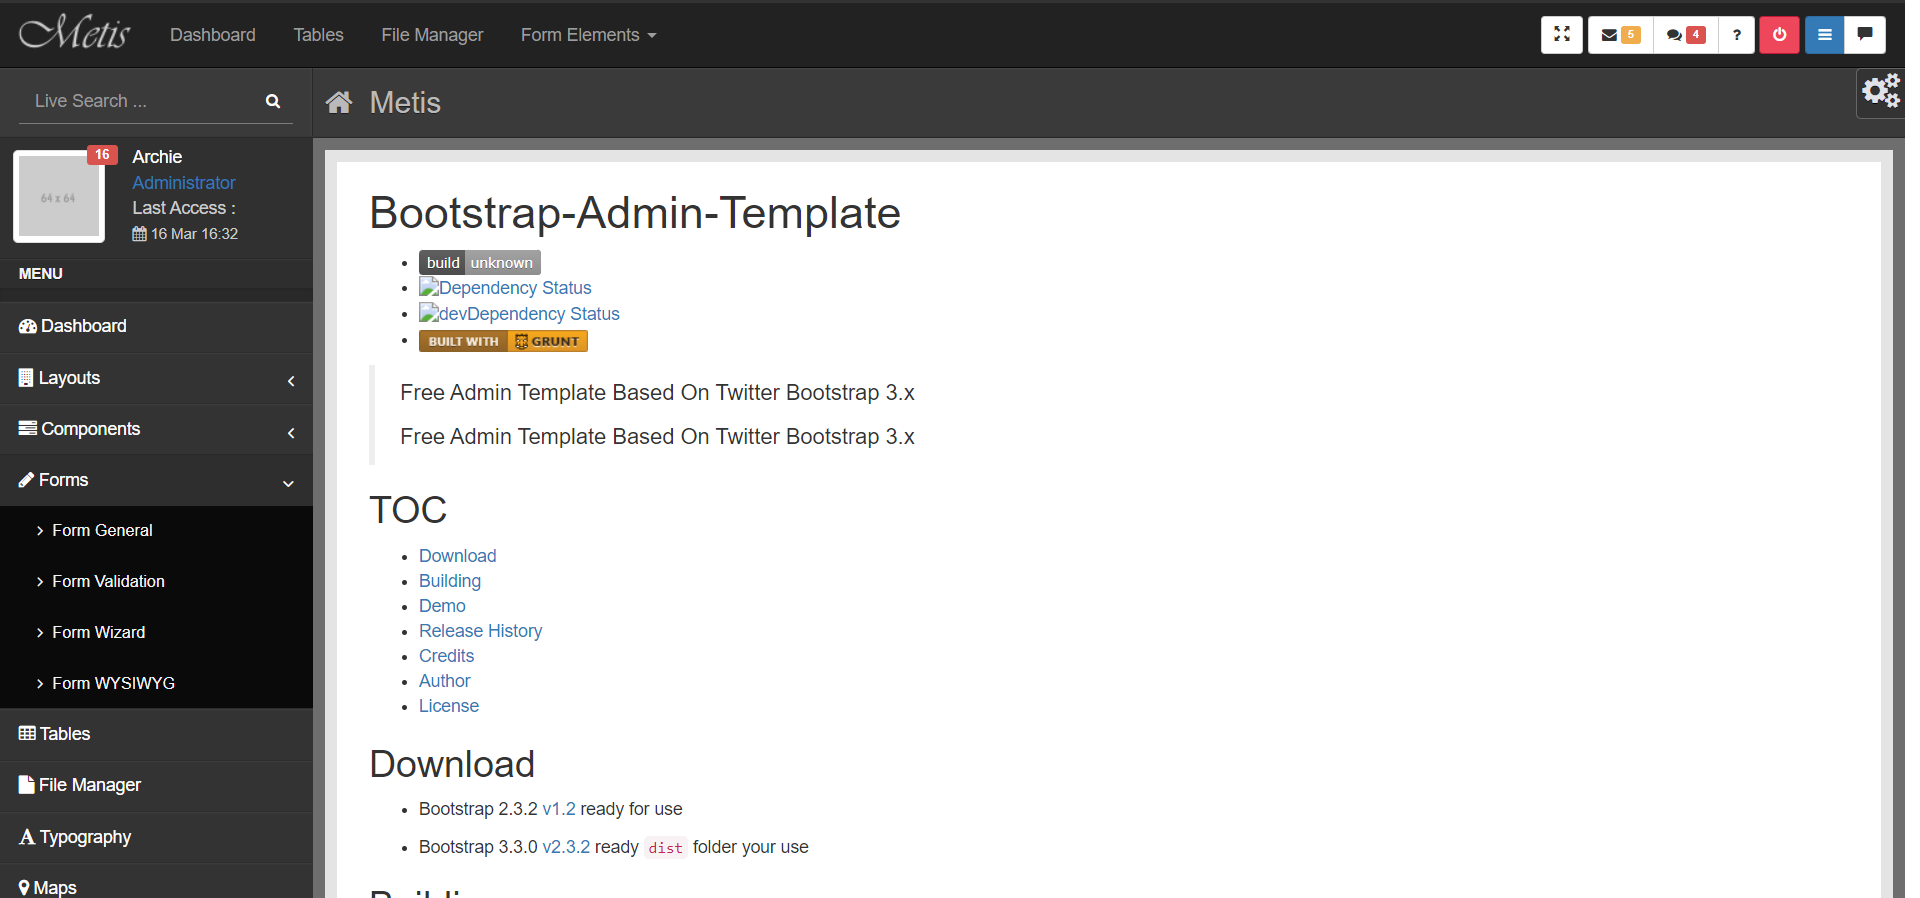 Metis Dashboard Tables File Manager Form Elements 5 4 ?
Live Search ...
Metis
16
64 x 64
Archie
Administrator
Last Access :
16 Mar 16:32
MENU
Dashboard
Layouts
Components
Forms
Form General
Form Validation
Form Wizard
Form WYSIWYG
Tables
File Manager
Typography
Maps
Bootstrap-Admin-Template
build unknown
Dependency Status
devDependency Status
BUILT WITH GRUNT
Free Admin Template Based On Twitter Bootstrap 3.x
Free Admin Template Based On Twitter Bootstrap 3.x
TOC
Download
Building
Demo
Release History
Credits
Author
License
Download
Bootstrap 2.3.2 v1.2 ready for use
Bootstrap 3.3.0 v2.3.2 ready dist folder your use